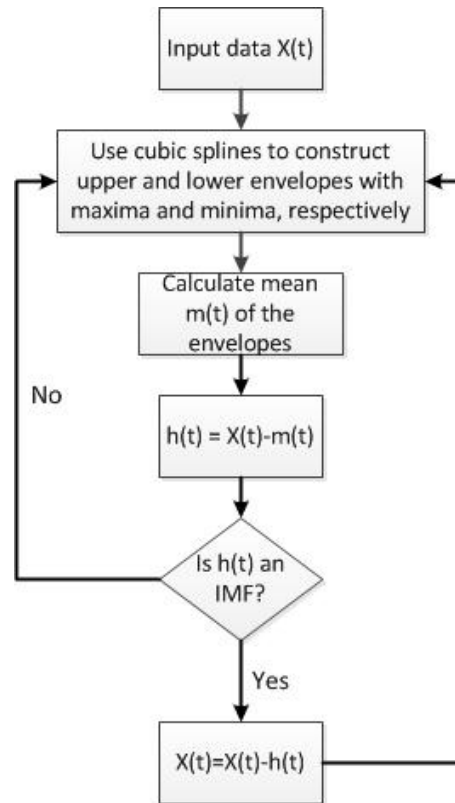 Input data X(t)
Use cubic splines to construct
upper and lower envelopes with
maxima and minima, respectively
Calculate mean
m(t) of the
envelopes
No
h(t) = X(t)-m(t)
Is h(t) an
IMF?
Yes
X(t)=X(t)-h(t)